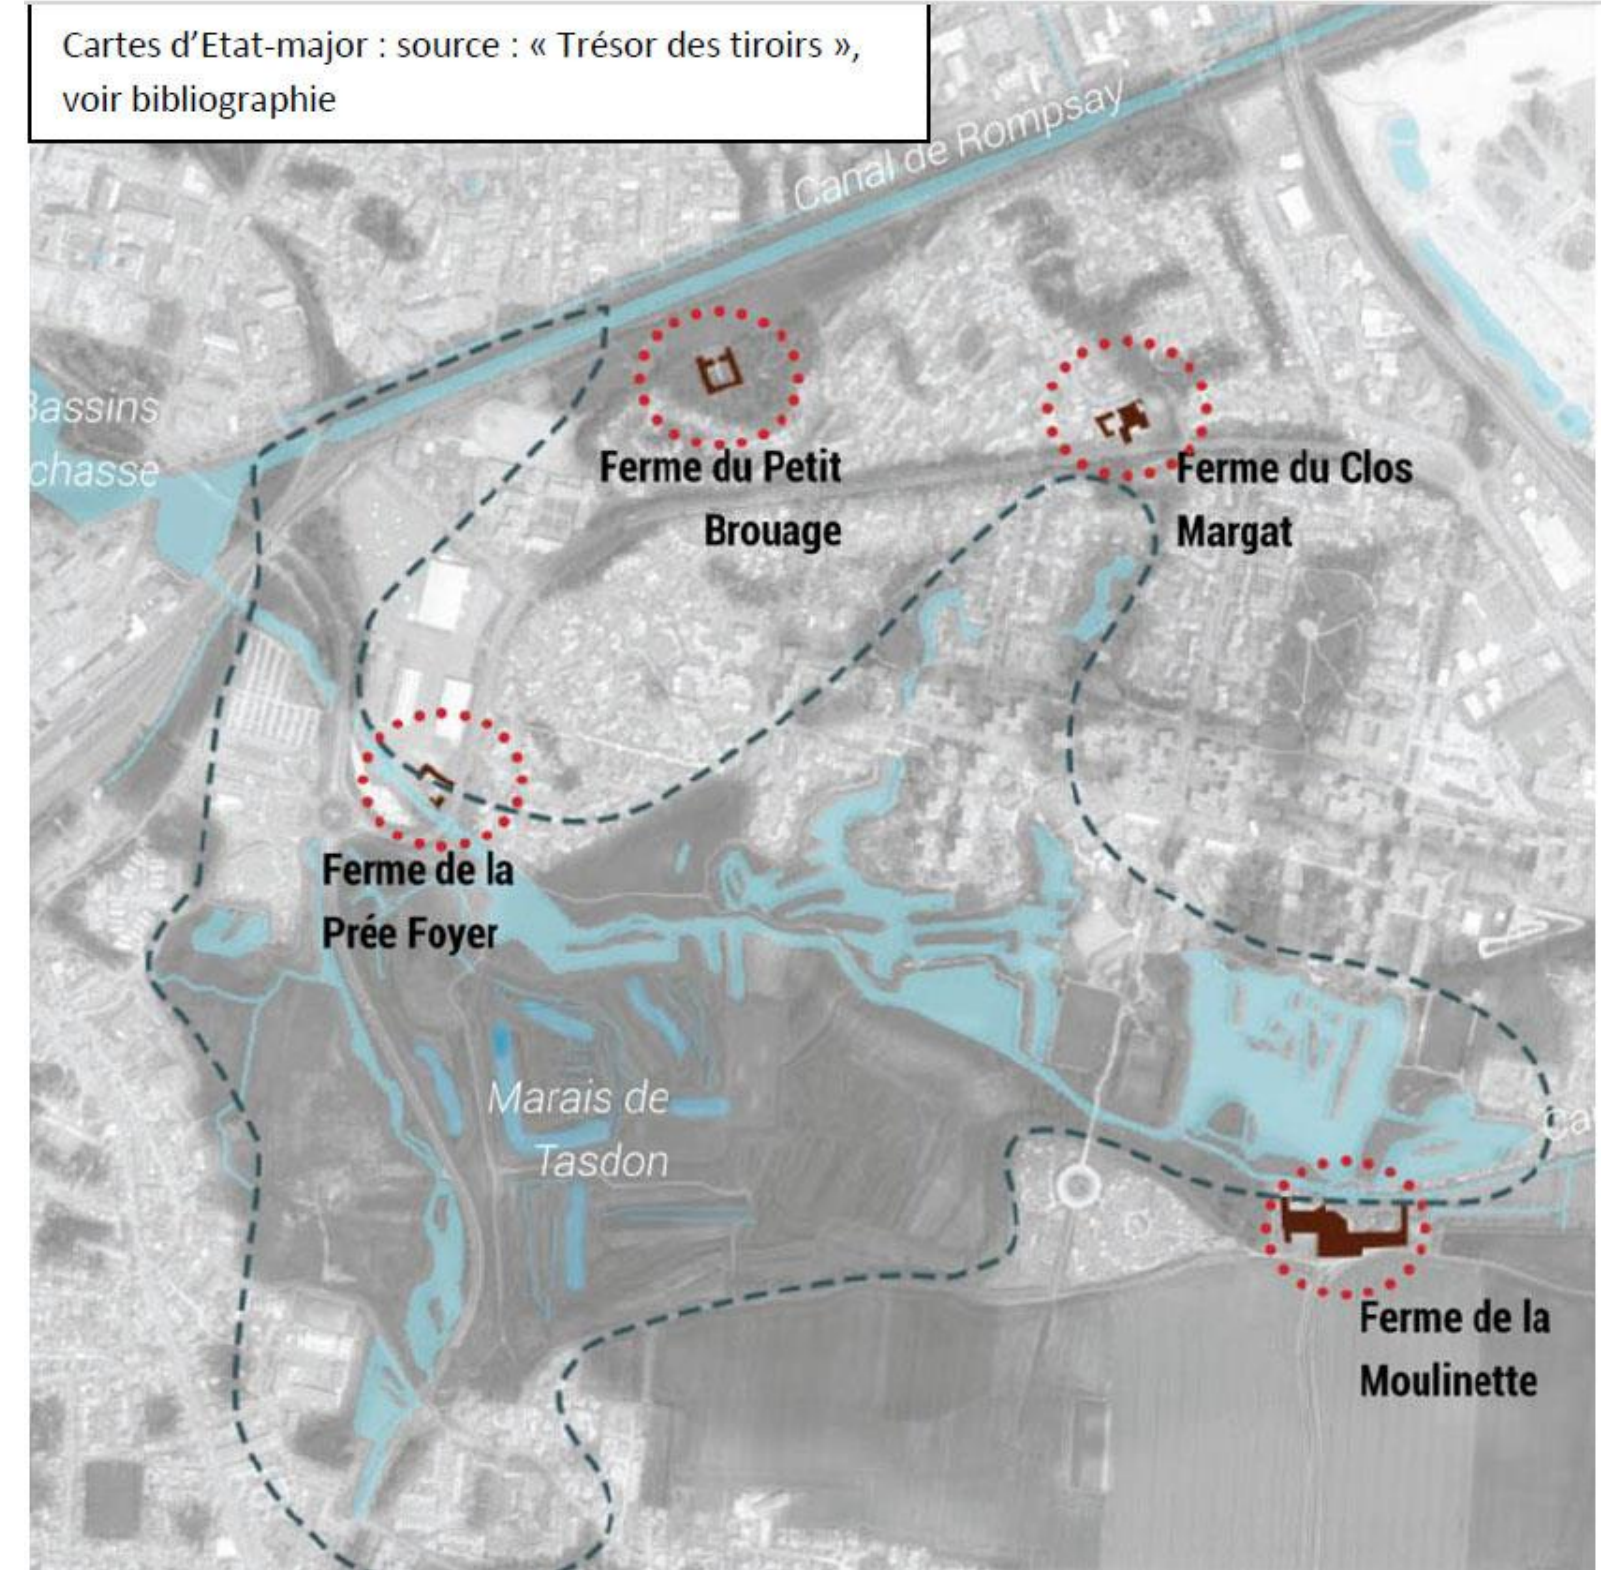 Cartes d'Etat-major : source : « Trésor des tiroirs »,
voir bibliographie
Canal de Rompsay
Bassins
chasse
Ferme du Petit
Brouage
Ferme du Clos
Margat
Ferme de la
Prée Foyer
Marais de
Tasdon
Ferme de la
Moulinette